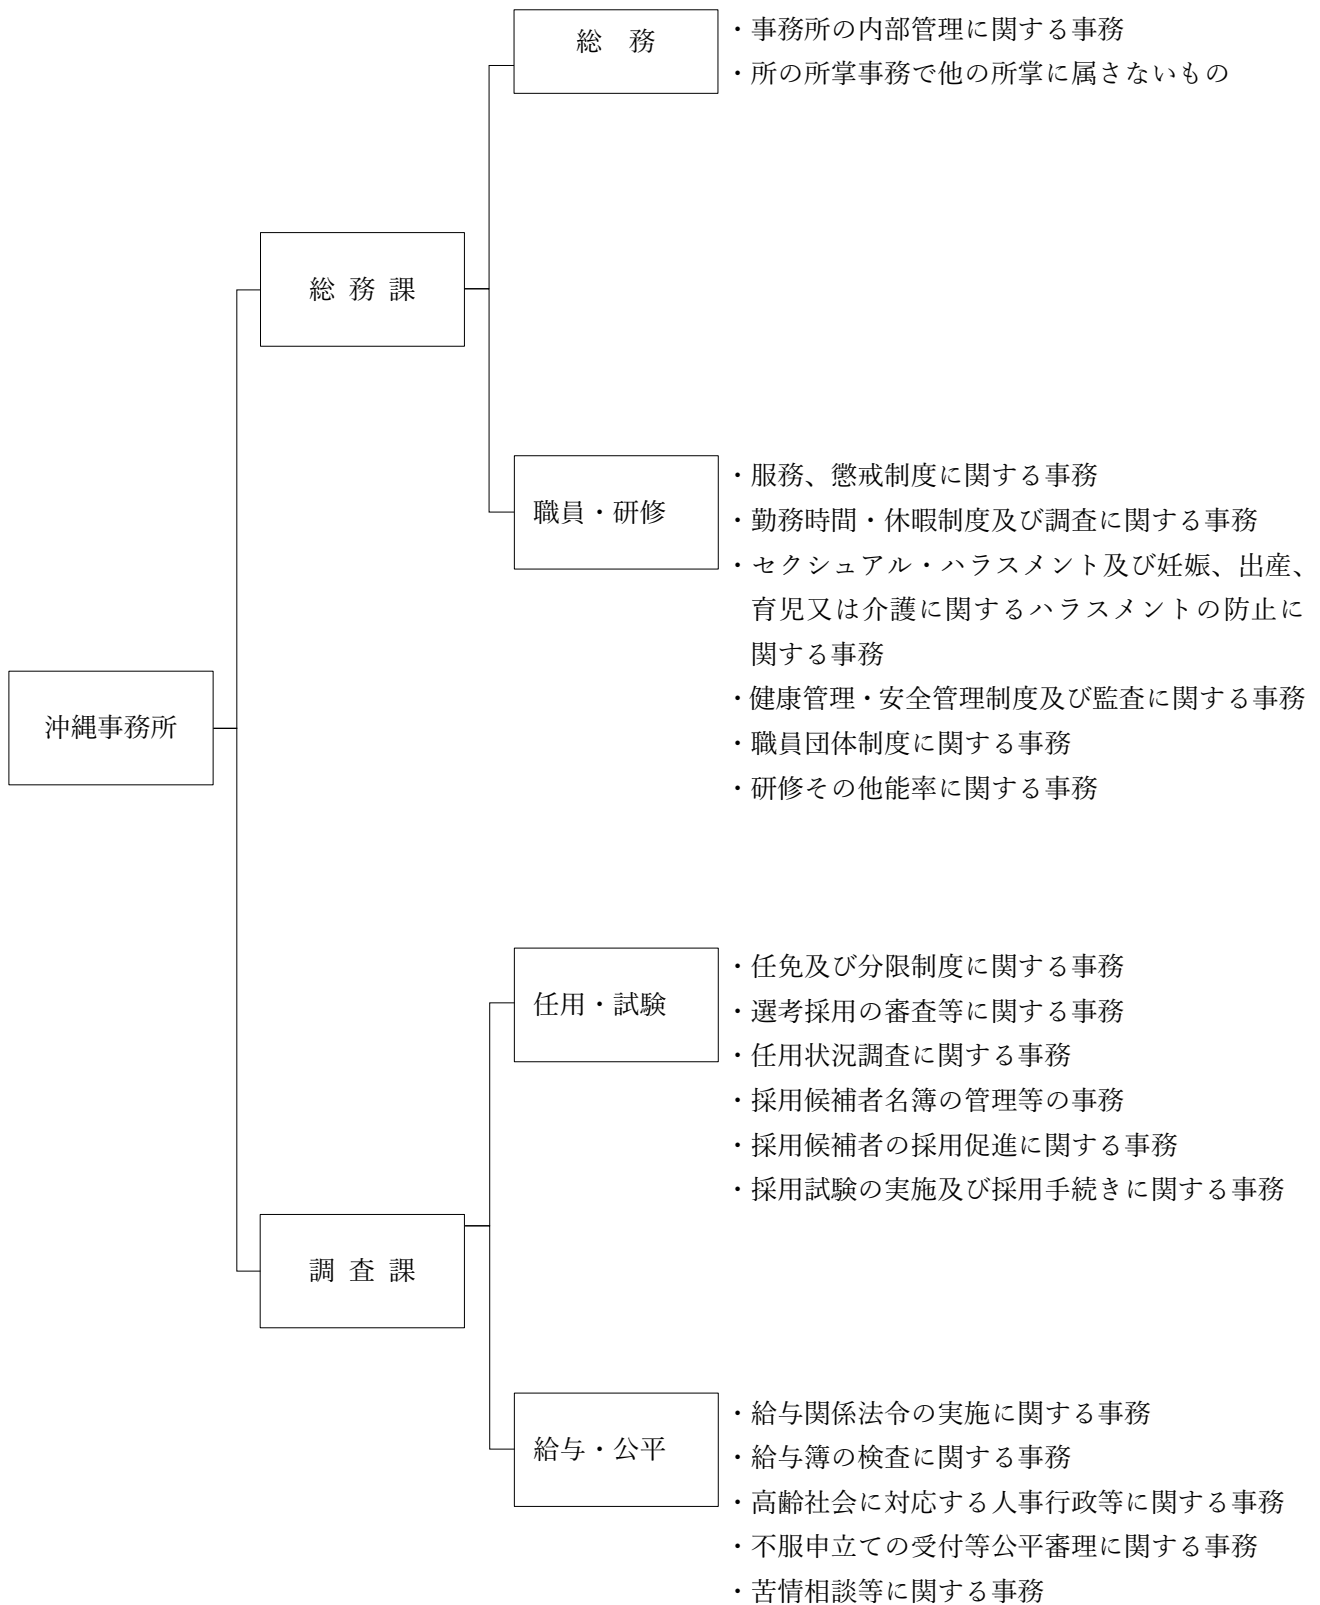 沖縄事務所
総務課
総　務
・事務所の内部管理に関する事務
・所の所掌事務で他の所掌に属さないもの
職員・研修
・服務、懲戒制度に関する事務
・勤務時間・休暇制度及び調査に関する事務
・セクシュアル・ハラスメント及び妊娠、出産、
育児又は介護に関するハラスメントの防止に
関する事務
・健康管理・安全管理制度及び監査に関する事務
・職員団体制度に関する事務
・研修その他能率に関する事務
調査課
任用・試験
・任免及び分限制度に関する事務
・選考採用の審査等に関する事務
・任用状況調査に関する事務
・採用候補者名簿の管理等の事務
・採用候補者の採用促進に関する事務
・採用試験の実施及び採用手続きに関する事務
給与・公平
・給与関係法令の実施に関する事務
・給与簿の検査に関する事務
・高齢社会に対応する人事行政等に関する事務
・不服申立ての受付等公平審理に関する事務
・苦情相談等に関する事務